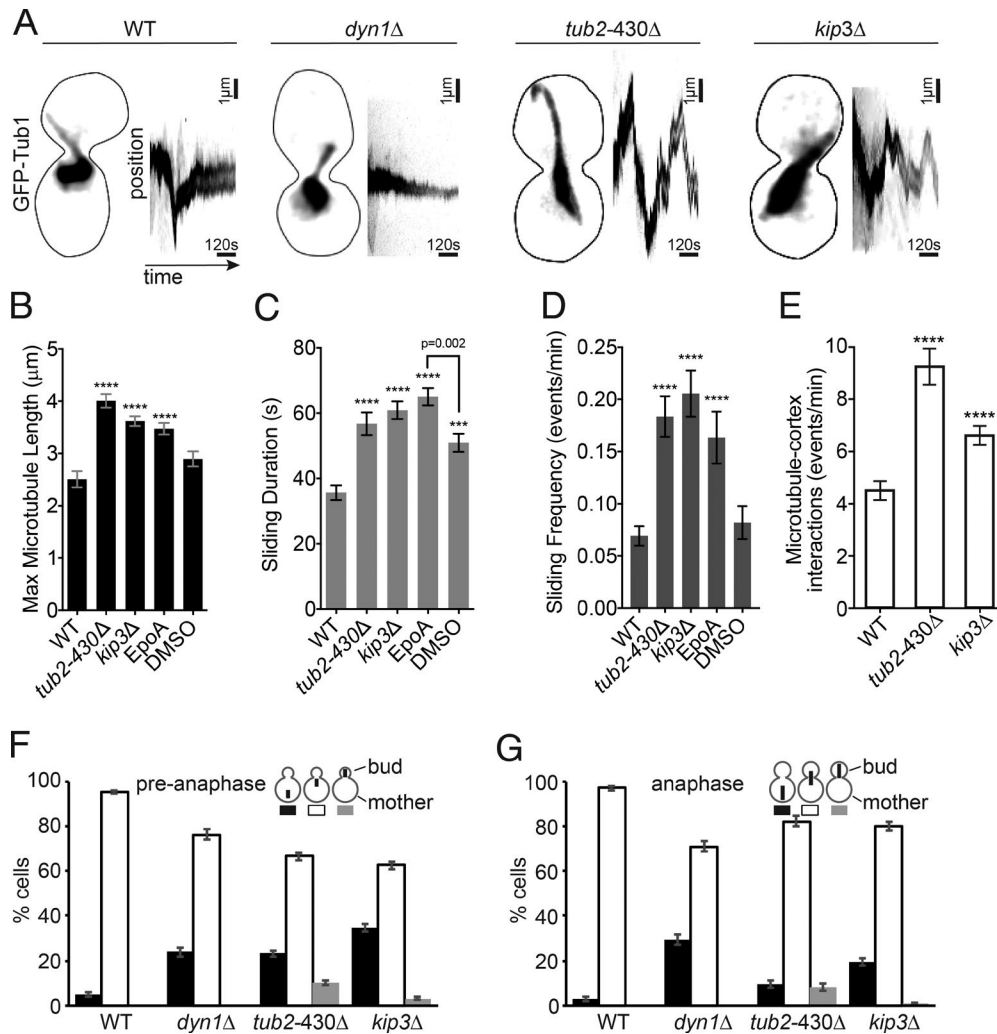 A
WT
dyn1Δ
tub2-430Δ
kip3Δ
GFP-Tub1
position
1µm
120s
time
1µm
120s
1µm
120s
1µm
120s
B
Max Microtubule Length (µm)
5
4
3
2
1
0
WT
tub2-430Δ
kip3Δ
EpoA
DMSO
****
****
****
C
Sliding Duration (s)
80
60
40
20
0
WT
tub2-430Δ
kip3Δ
EpoA
DMSO
****
****
****
***
p=0.002
D
Sliding Frequency (events/min)
0.25
0.20
0.15
0.10
0.05
0.00
WT
tub2-430Δ
kip3Δ
EpoA
DMSO
****
****
****
E
Microtubule-cortex
interactions (events/min)
10
8
6
4
2
0
WT
tub2-430Δ
kip3Δ
****
****
F
pre-anaphase
bud
mother
% cells
100
80
60
40
20
0
WT
dyn1Δ
tub2-430Δ
kip3Δ
G
anaphase
bud
mother
% cells
100
80
60
40
20
0
WT
dyn1Δ
tub2-430Δ
kip3Δ